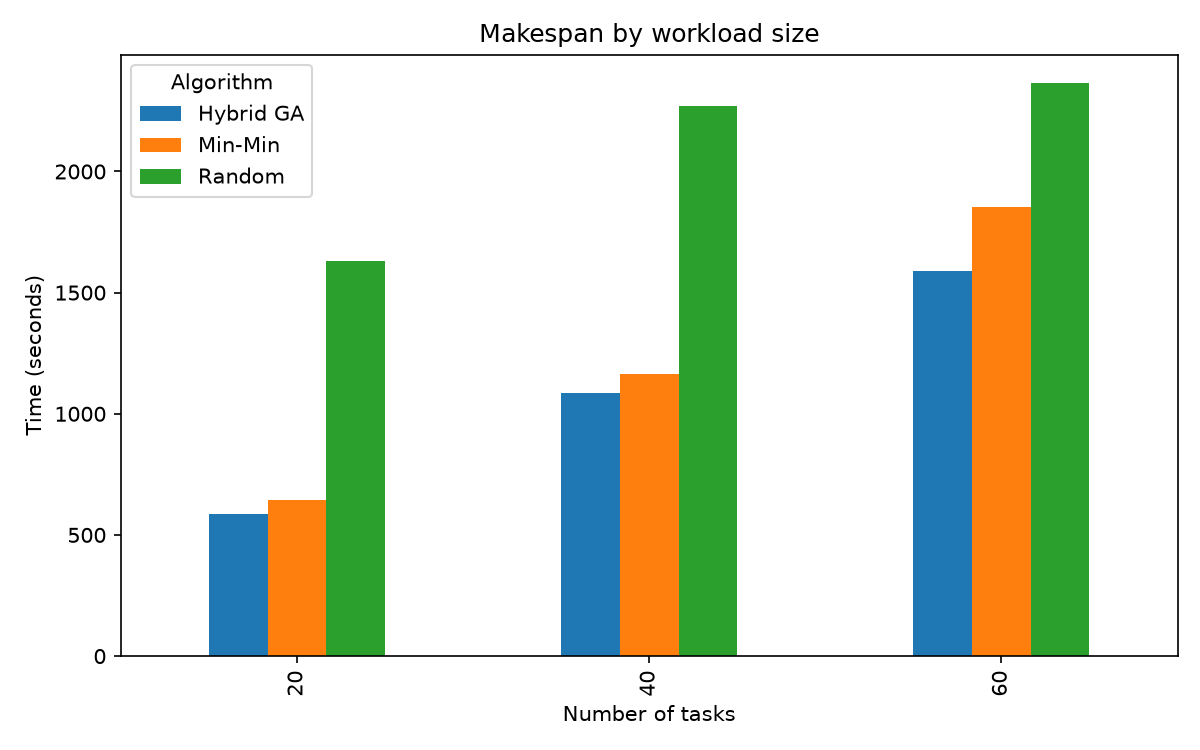 Makespan by workload size
Algorithm
Hybrid GA
Min-Min
Random
Time (seconds)
2000
1500
1000
500
0
20
40
60
Number of tasks